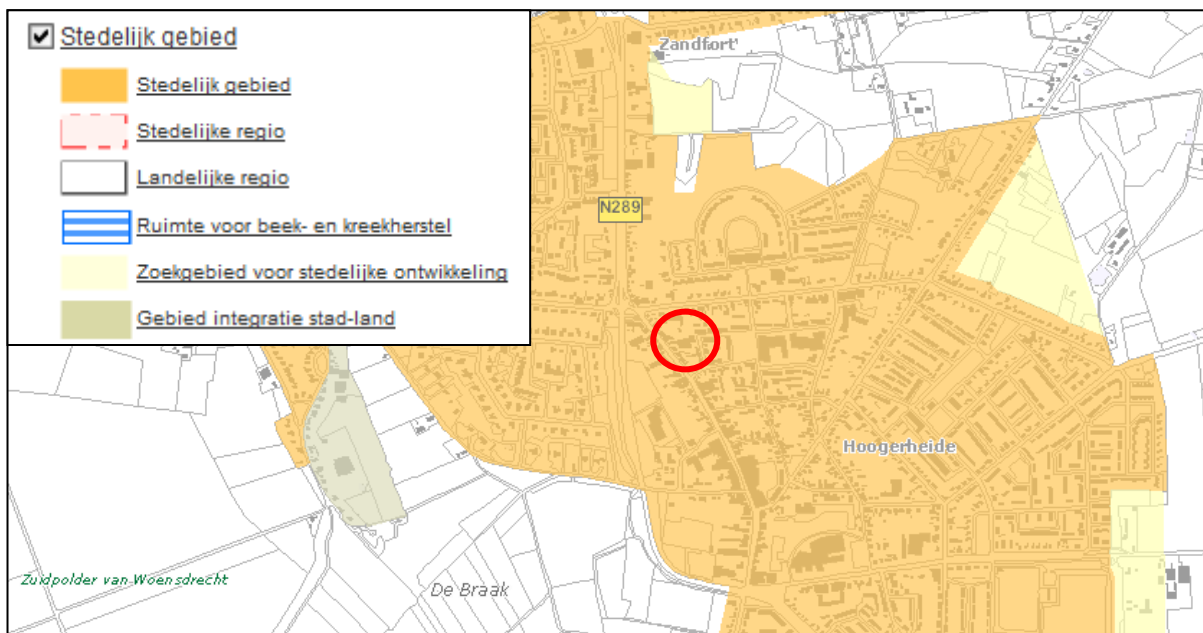 Stedelijk gebied
Stedelijk gebied
Stedelijke regio
Landelijke regio
Ruimte voor beek- en kreekherstel
Zoekgebied voor stedelijke ontwikkeling
Gebied integratie stad-land
Zandfort
N289
Hoogerheide
Zuidpolder van Woensdrecht
De Braak